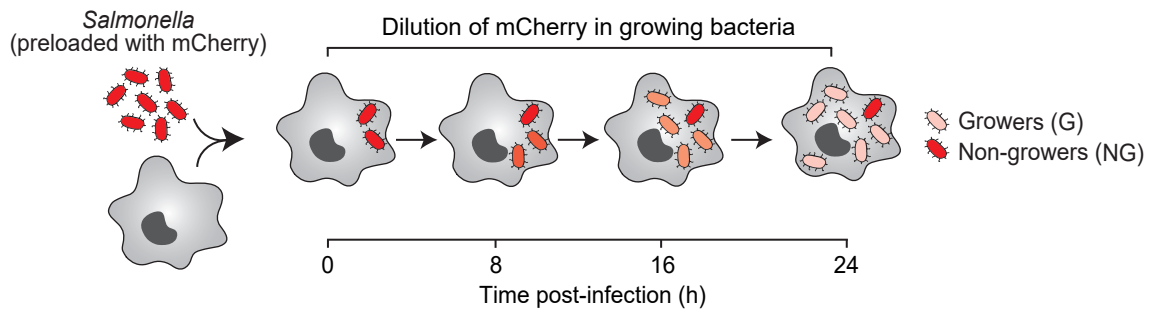 Salmonella
(preloaded with mCherry)
Dilution of mCherry in growing bacteria
Growers (G)
Non-growers (NG)
0 8 16 24
Time post-infection (h)